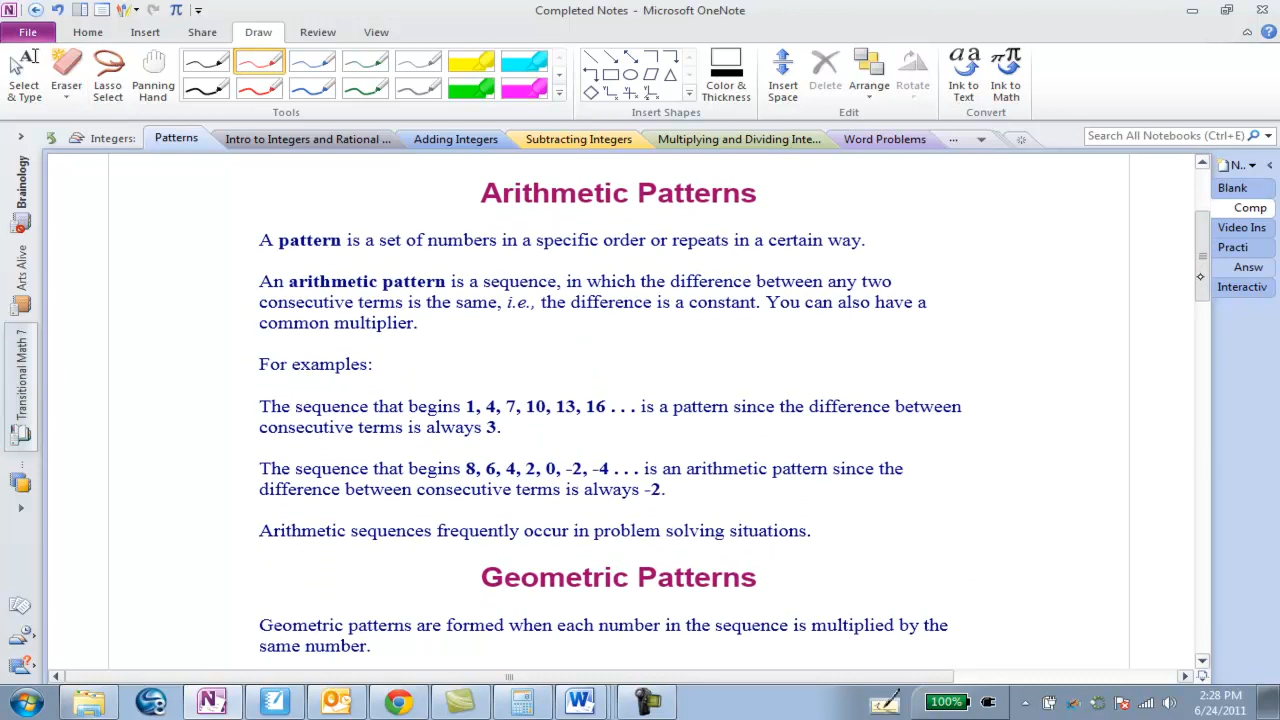 Completed Notes - Microsoft OneNote
File Home Insert Share Draw Review View
Select & Type
Eraser
Lasso Select
Panning Hand
Color & Thickness
Insert Space
Delete
Arrange
Rotate
Ink to Text
Ink to Math
Tools
Insert Shapes
Edit
Convert
Integers: Patterns Intro to Integers and Rational ... Adding Integers Subtracting Integers Multiplying and Dividing Inte... Word Problems ... Search All Notebooks (Ctrl+E)
Brainology
Arts Alive
Transitional Math 7
N..
Blank
Comp
Video Ins
Practi
Answ
Interactiv
Arithmetic Patterns
A pattern is a set of numbers in a specific order or repeats in a certain way.
An arithmetic pattern is a sequence, in which the difference between any two
consecutive terms is the same, i.e., the difference is a constant. You can also have a
common multiplier.
For examples:
The sequence that begins 1, 4, 7, 10, 13, 16 . . . is a pattern since the difference between
consecutive terms is always 3.
The sequence that begins 8, 6, 4, 2, 0, -2, -4 . . . is an arithmetic pattern since the
difference between consecutive terms is always -2.
Arithmetic sequences frequently occur in problem solving situations.
Geometric Patterns
Geometric patterns are formed when each number in the sequence is multiplied by the
same number.
100%
2:28 PM
6/24/2011